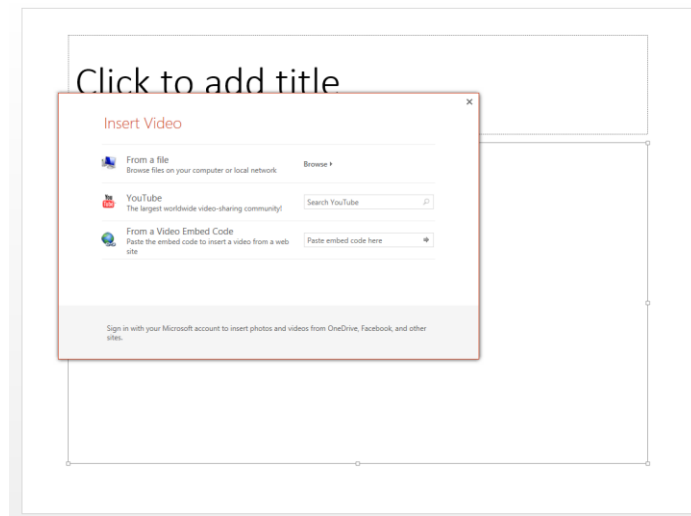 Click to add title
×
Insert Video
From a file
Browse files on your computer or local network
Browse
YouTube
The largest worldwide video-sharing community!
Search YouTube
From a Video Embed Code
Paste the embed code to insert a video from a web
site
Paste embed code here
Sign in with your Microsoft account to insert photos and videos from OneDrive, Facebook, and other
sites.